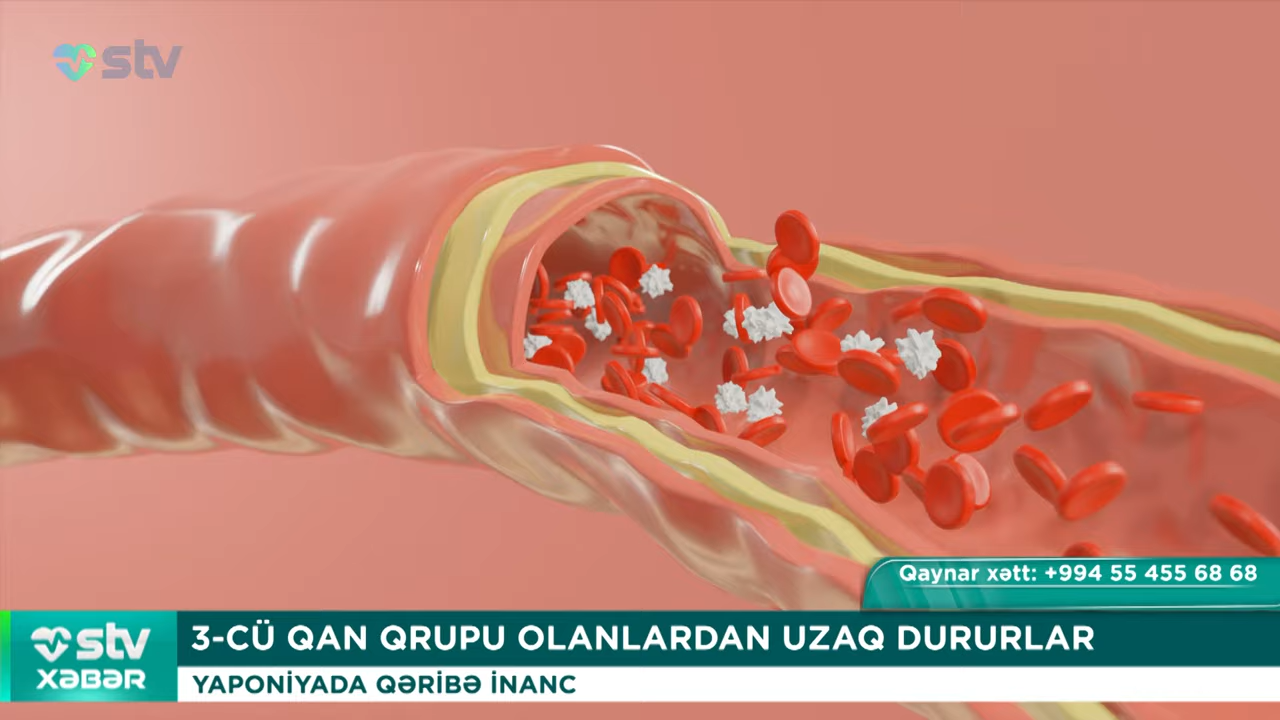 stv
Qaynar xətt: +994 55 455 68 68
stv
XƏBƏR
3-CÜ QAN QRUPU OLANLARDAN UZAQ DURURLAR
YAPONİYADA QƏRİBƏ İNANC